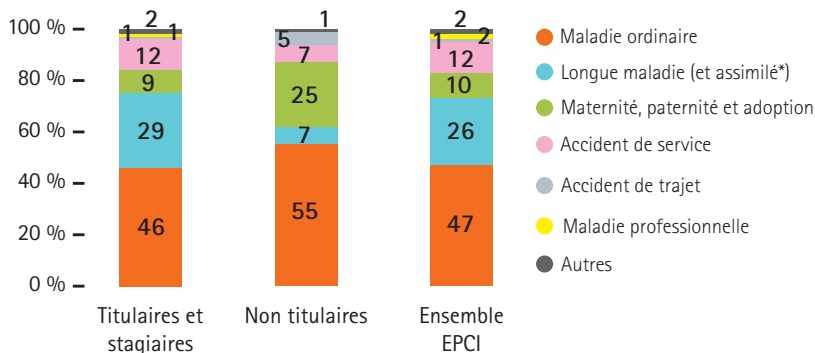 2
1
2
100 %
1
1
5
1
2
Maladie ordinaire
12
7
12
80 %
Longue maladie (et assimilé*)
9
25
10
Maternité, paternité et adoption
60 %
29
7
26
Accident de service
40 %
Accident de trajet
46
55
47
20 %
Maladie professionnelle
0 %
Autres
Titulaires et
stagiaires
Non titulaires
Ensemble
EPCI